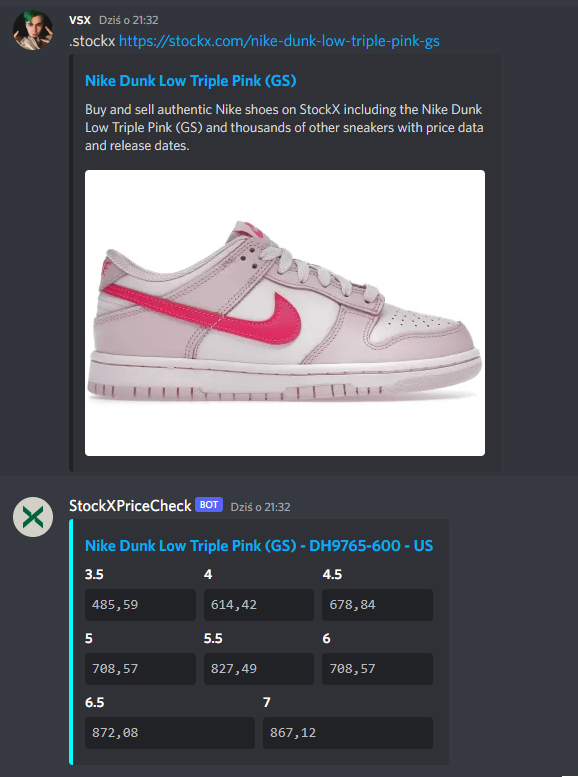 VSX Dziś o 21:32
.stockx https://stockx.com/nike-dunk-low-triple-pink-gs
Nike Dunk Low Triple Pink (GS)
Buy and sell authentic Nike shoes on StockX including the Nike Dunk
Low Triple Pink (GS) and thousands of other sneakers with price data
and release dates.
StockXPriceCheck BOT Dziś o 21:32
Nike Dunk Low Triple Pink (GS) - DH9765-600 - US
3.5 4 4.5
485,59 614,42 678,84
5 5.5 6
708,57 827,49 708,57
6.5 7
872,08 867,12